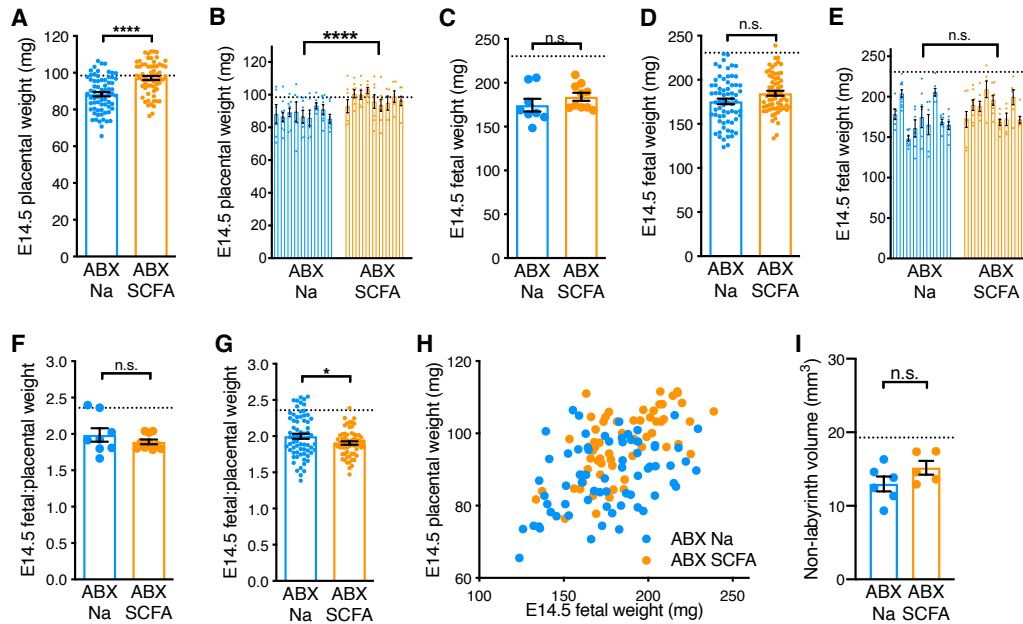 A
E14.5 placental weight (mg)
120
100
80
60
40
20
0
****
ABX
Na
ABX
SCFA
B
E14.5 placental weight (mg)
120
100
80
60
40
20
0
****
ABX
Na
ABX
SCFA
C
E14.5 fetal weight (mg)
250
200
150
100
50
0
n.s.
ABX
Na
ABX
SCFA
D
E14.5 fetal weight (mg)
250
200
150
100
50
0
n.s.
ABX
Na
ABX
SCFA
E
E14.5 fetal weight (mg)
250
200
150
100
50
0
n.s.
ABX
Na
ABX
SCFA
F
E14.5 fetal:placental weight
3.0
2.5
2.0
1.5
1.0
0.5
0.0
n.s.
ABX
Na
ABX
SCFA
G
E14.5 fetal:placental weight
3.0
2.5
2.0
1.5
1.0
0.5
0.0
*
ABX
Na
ABX
SCFA
H
E14.5 placental weight (mg)
120
100
80
60
ABX Na
ABX SCFA
100
150
200
250
E14.5 fetal weight (mg)
I
Non-labyrinth volume (mm³)
30
20
10
0
n.s.
ABX
Na
ABX
SCFA